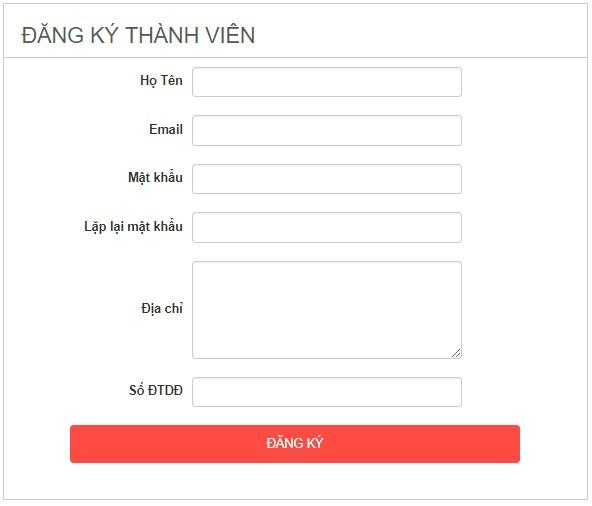 ĐĂNG KÝ THÀNH VIÊN
Họ Tên
Email
Mật khẩu
Lặp lại mật khẩu
Địa chỉ
Số ĐTDĐ
ĐĂNG KÝ